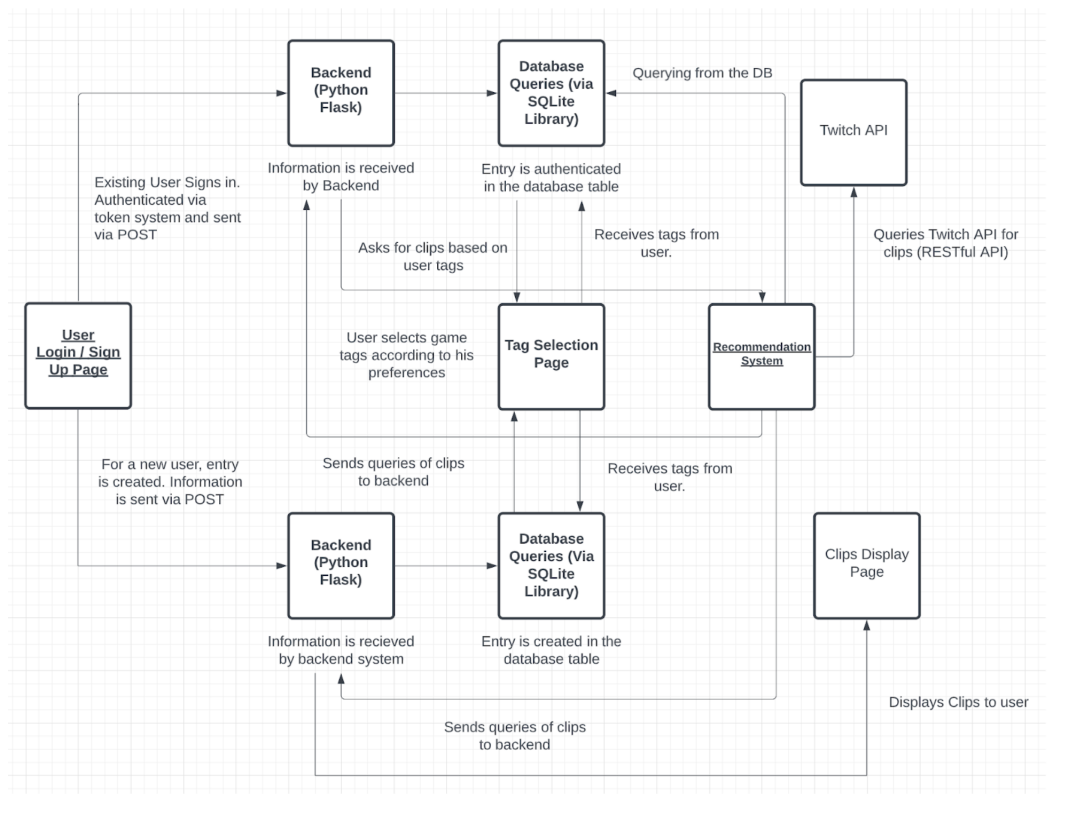 Backend
(Python
Flask)
Database
Queries (via
SQLite
Library)
Querying from the DB
Twitch API
Information is received
by Backend
Entry is authenticated
in the database table
Existing User Signs in.
Authenticated via
token system and sent
via POST
Asks for clips based on
user tags
Receives tags from
user.
Queries Twitch API for
clips (RESTful API)
User
Login / Sign
Up Page
User selects game
tags according to his
preferences
Tag Selection
Page
Recommendation
System
For a new user, entry
is created. Information
is sent via POST
Sends queries of clips
to backend
Receives tags from
user.
Backend
(Python
Flask)
Database
Queries (Via
SQLite
Library)
Clips Display
Page
Information is recieved
by backend system
Entry is created in the
database table
Displays Clips to user
Sends queries of clips
to backend